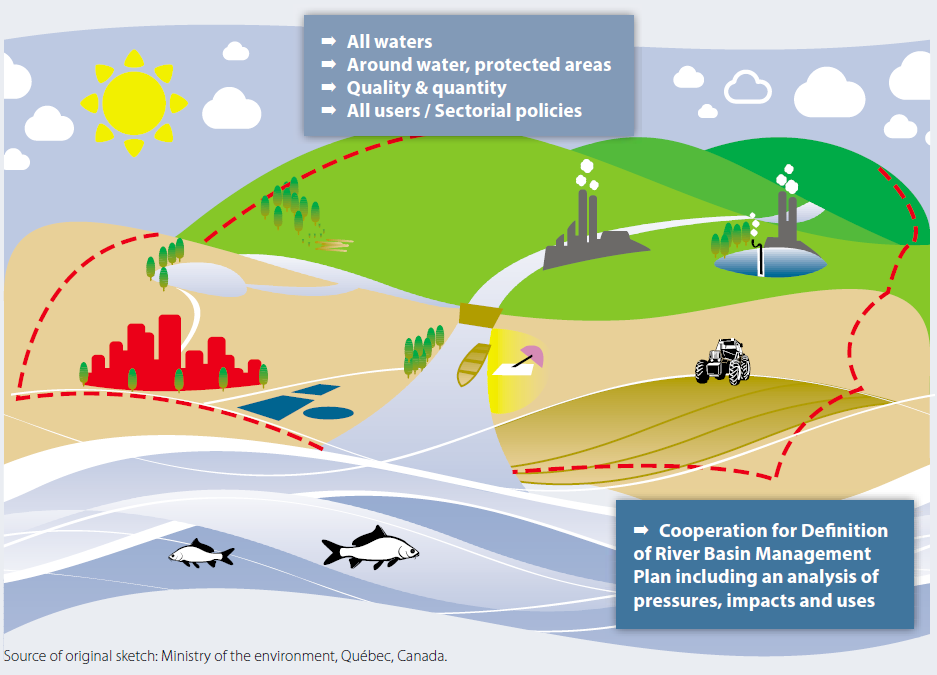 ➡ All waters
➡ Around water, protected areas
➡ Quality & quantity
➡ All users / Sectorial policies
➡ Cooperation for Definition
of River Basin Management
Plan including an analysis of
pressures, impacts and uses
Source of original sketch: Ministry of the environment, Québec, Canada.